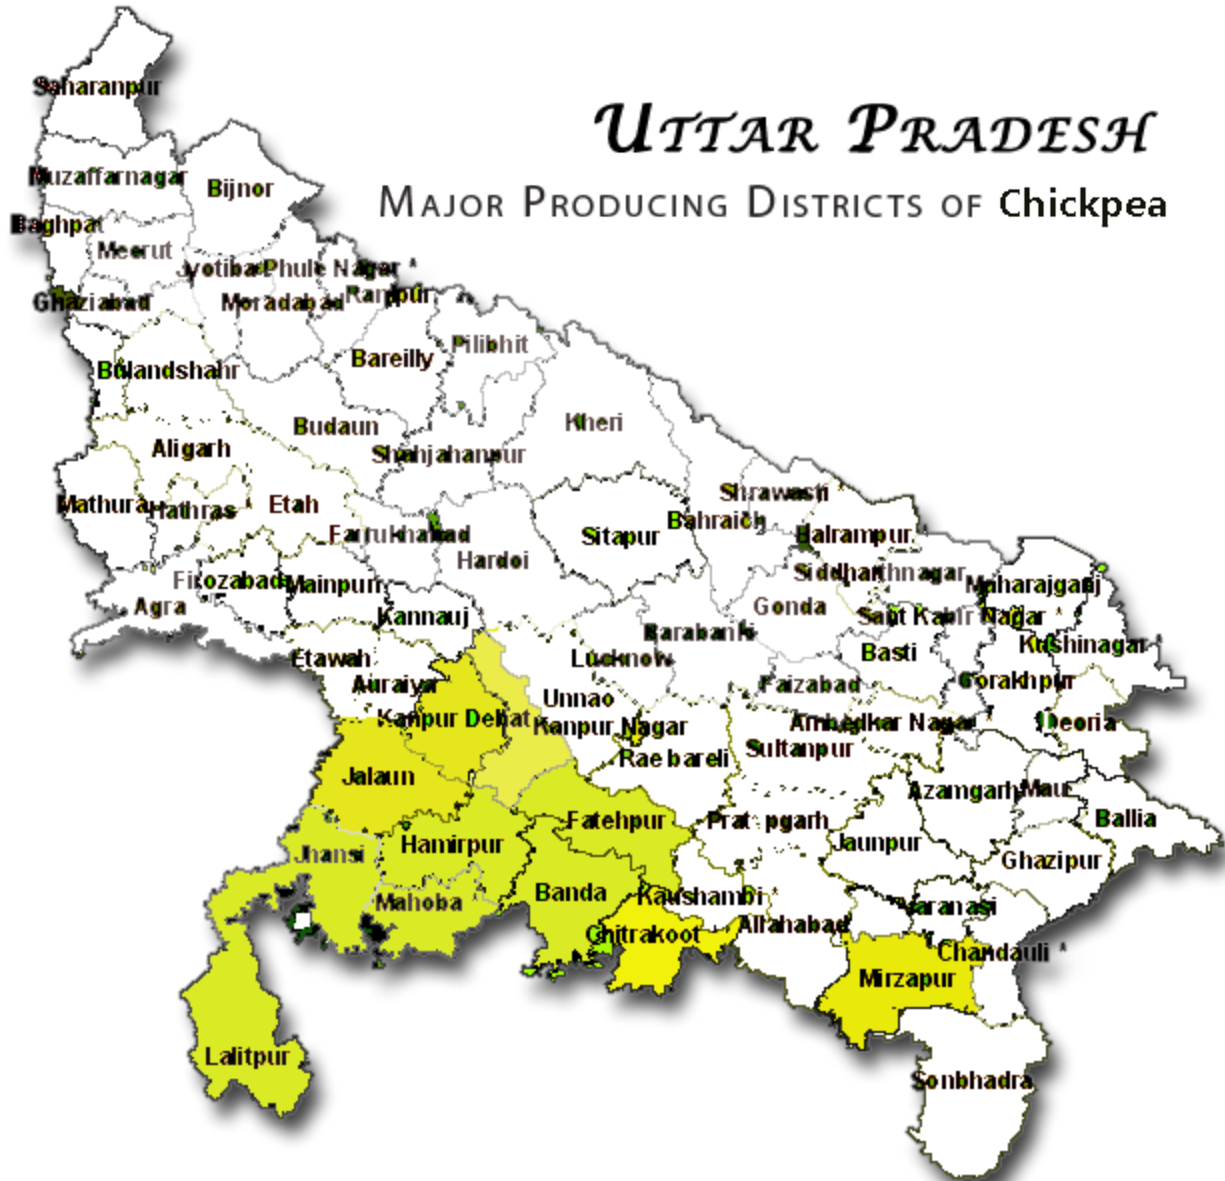 UTTAR PRADESH
MAJOR PRODUCING DISTRICTS OF Chickpea
Saharanpur
Muzaffarnagar
Bijnor
Baghpat *
Meerut
Jyotiba Phule Nagar *
Ghaziabad
Moradabad
Rampur
Pilibhit
Bareilly
Bulandshahr
Budaun
Kheri
Aligarh
Shahjahanpur
Shrawasti *
Mathura
Hathras *
Etah
Farrukhabad
Sitapur
Bahraich
Balrampur *
Hardoi
Siddharthnagar
Maharajganj
Firozabad
Mainpuri
Agra
Kannauj *
Gonda
Sant Kabir Nagar *
Barabanki
Kushinagar *
Etawah
Lucknow
Basti
Auraiya
Faizabad
Gorakhpur
Unnao
Kanpur Dehat
Kanpur Nagar
Ambedkar Nagar *
Deoria
Sultanpur
Raebareli
Jalaun
Azamgarh
Mau
Fatehpur
Pratapgarh
Ballia
Hamirpur
Jaunpur
Jhansi
Ghazipur
Banda
Kaushambi *
Mahoba *
Varanasi
Chitrakoot *
Allahabad
Chandauli *
Mirzapur
Lalitpur
Sonbhadra